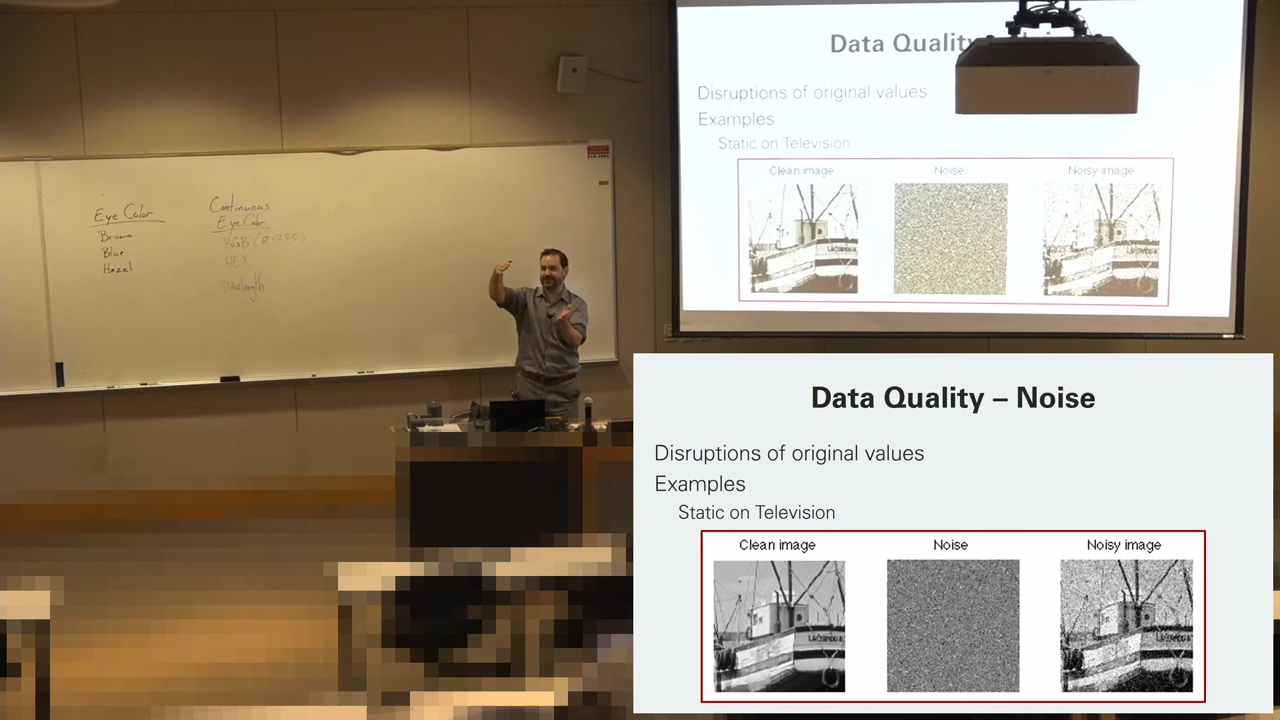 Eye Color
Brown
Blue
Hazel
Continuous
Eye Color
RGB (0-255)
HEX
Wavelength
Data Quality
Disruptions of original values
Examples
Static on Television
Clean image
Noise
Noisy image
Data Quality – Noise
Disruptions of original values
Examples
Static on Television
Clean image
Noise
Noisy image